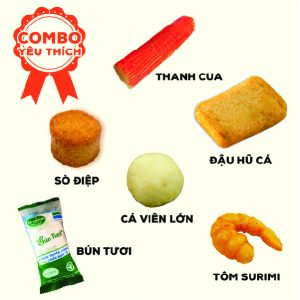 COMBO
YÊU THÍCH
THANH CUA
ĐẬU HŨ CÁ
SÒ ĐIỆP
CÁ VIÊN LỚN
Bún Tươi
BÚN TƯƠI
TÔM SURIMI